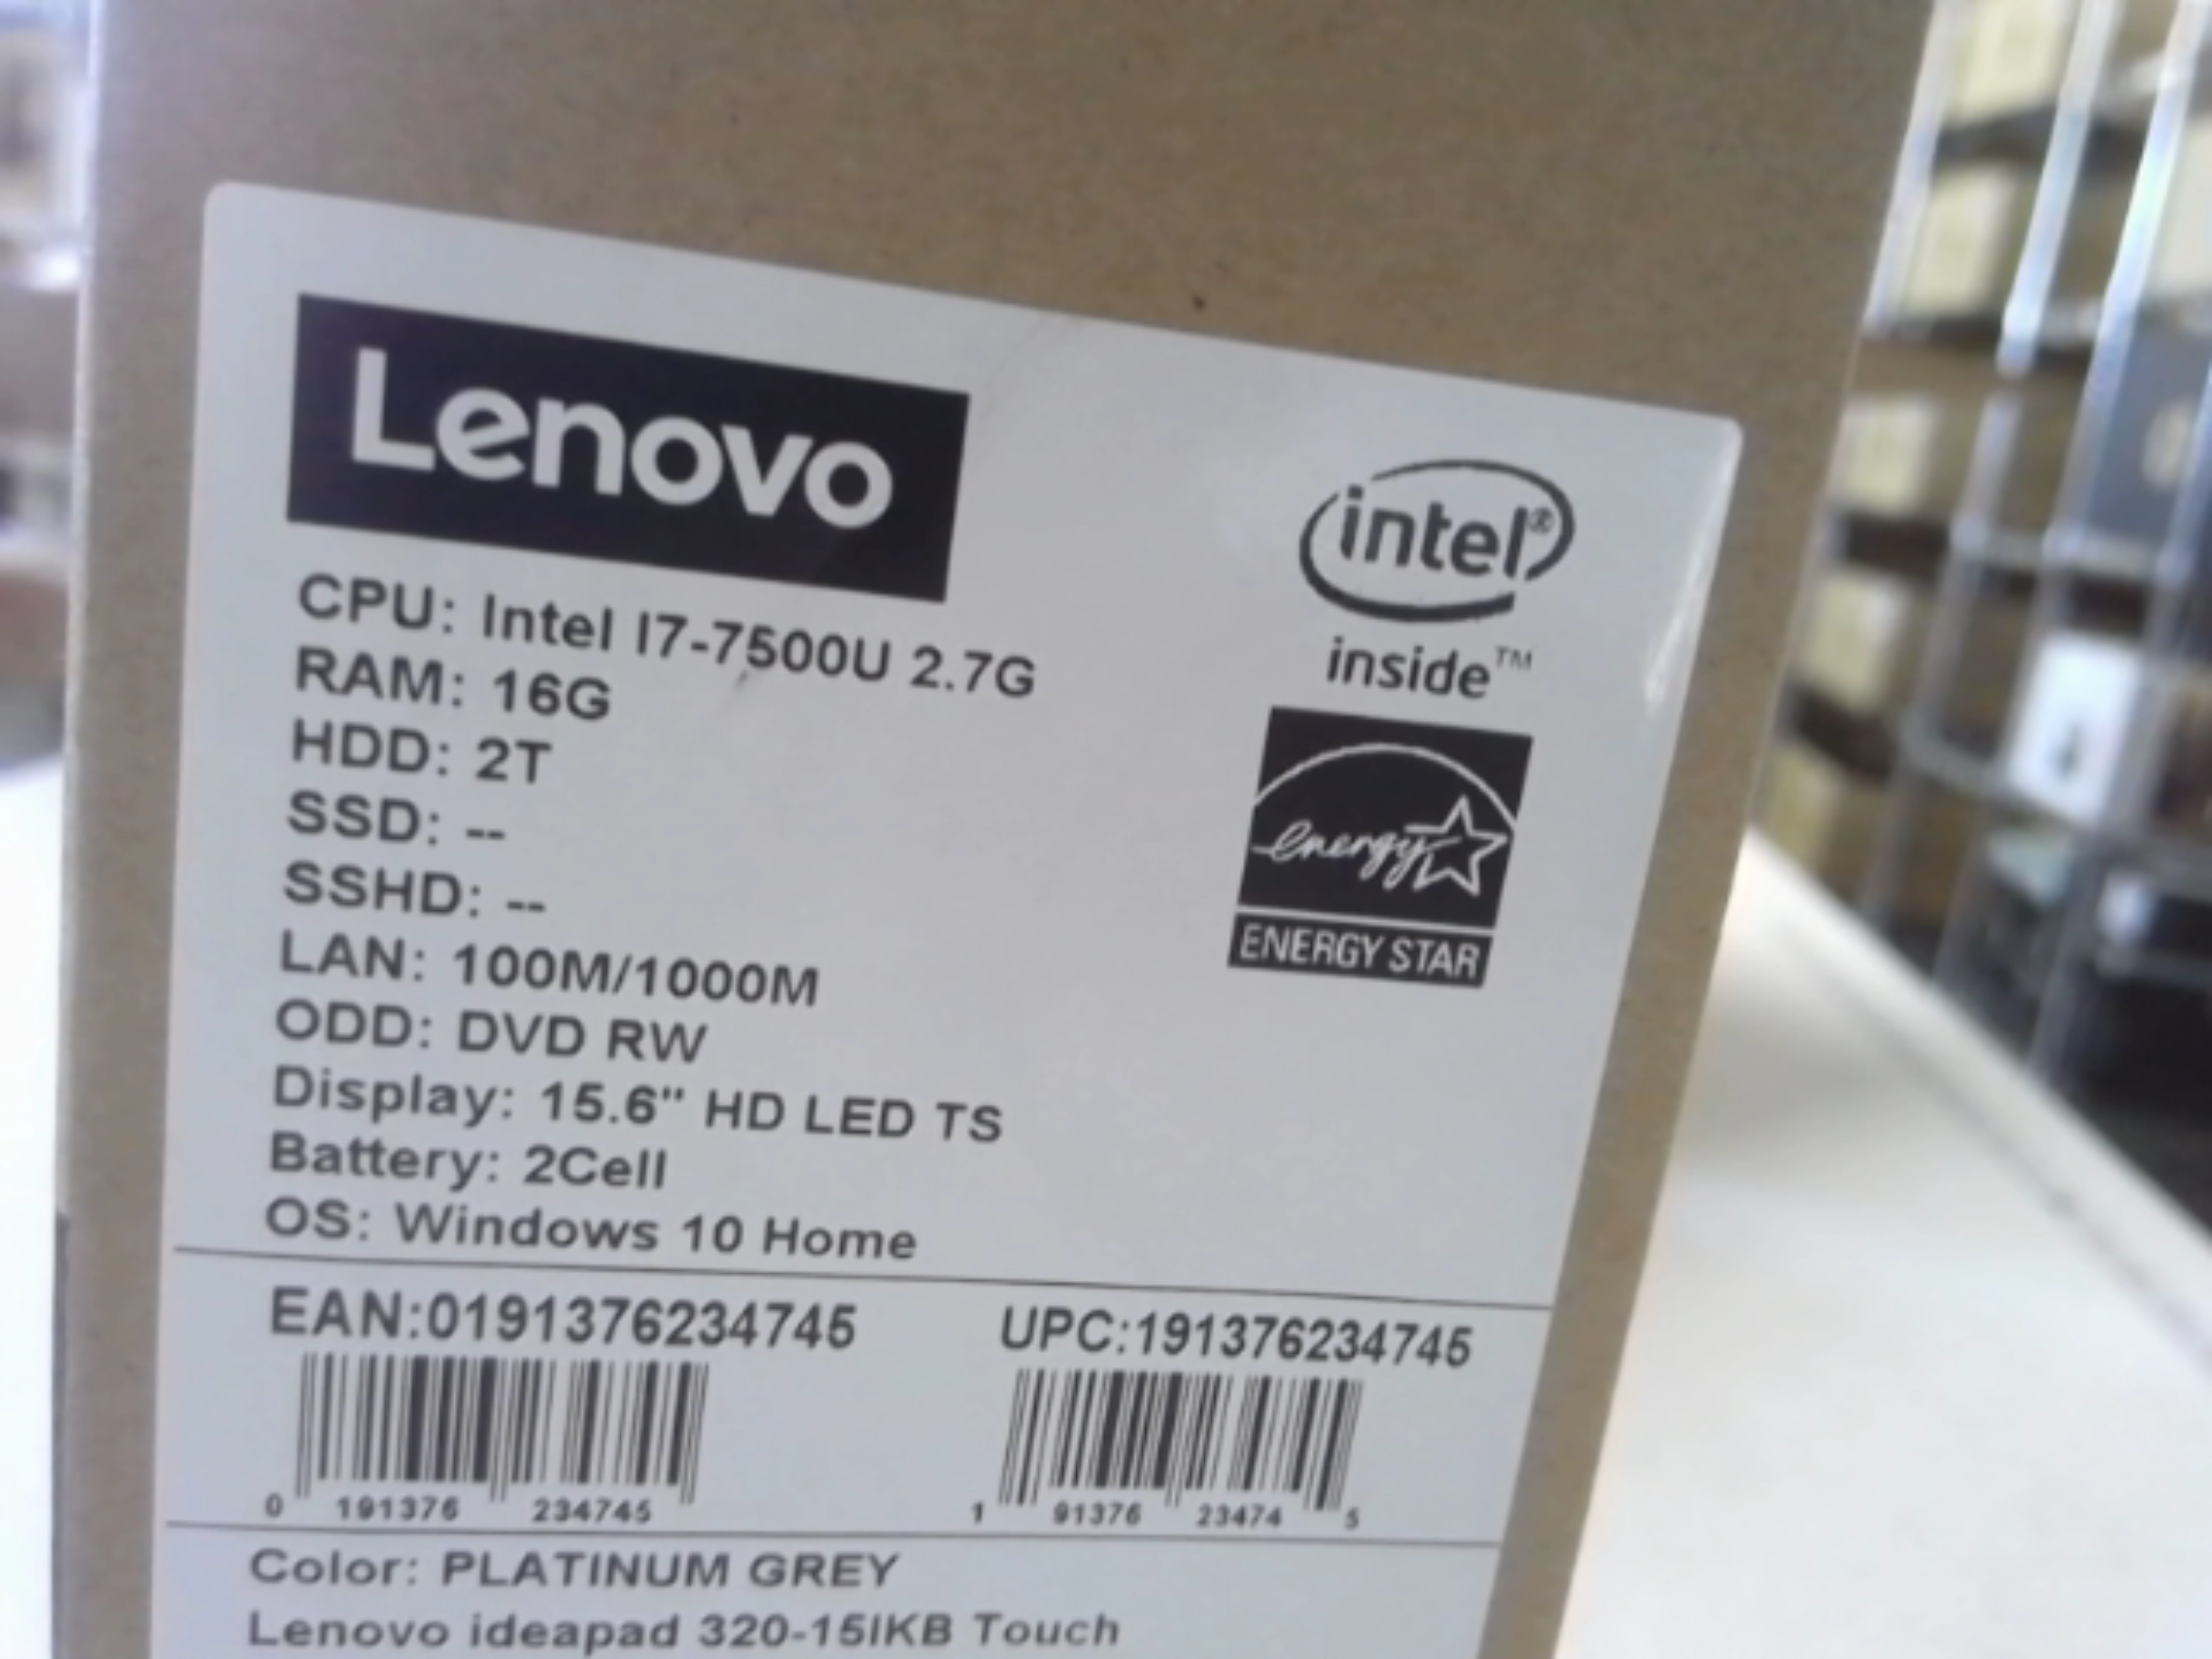 Lenovo
intel®
inside™
CPU: Intel I7-7500U 2.7G
RAM: 16G
HDD: 2T
SSD: --
SSHD: --
LAN: 100M/1000M
ODD: DVD RW
Display: 15.6" HD LED TS
Battery: 2Cell
OS: Windows 10 Home
energy
ENERGY STAR
EAN:0191376234745
UPC:191376234745
0 191376 234745
1 91376 23474 5
Color: PLATINUM GREY
Lenovo ideapad 320-15IKB Touch